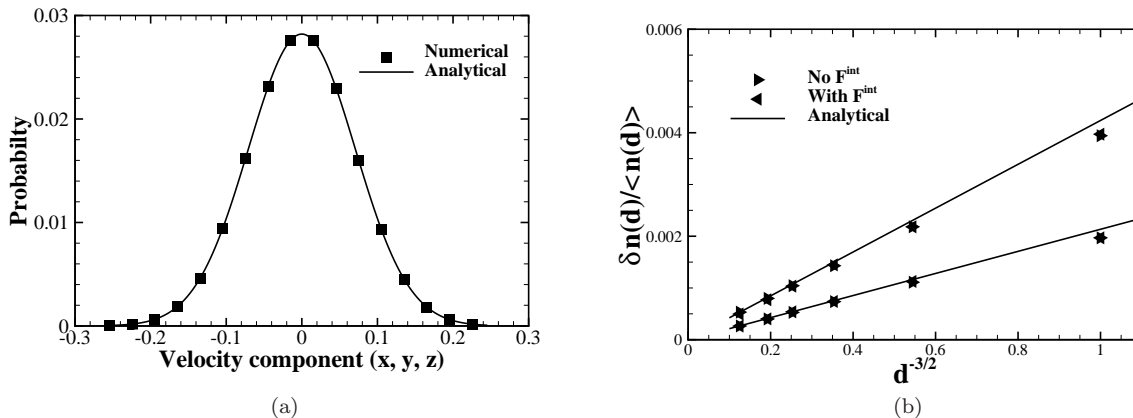 0.03
0.02
0.01
0
Probabilty
-0.3
-0.2
-0.1
0
0.1
0.2
0.3
Velocity component (x, y, z)
Numerical
Analytical
(a)
0.006
0.004
0.002
0
δn(d)/<n(d)>
0
0.2
0.4
0.6
0.8
1
d^-3/2
No F^int
With F^int
Analytical
(b)